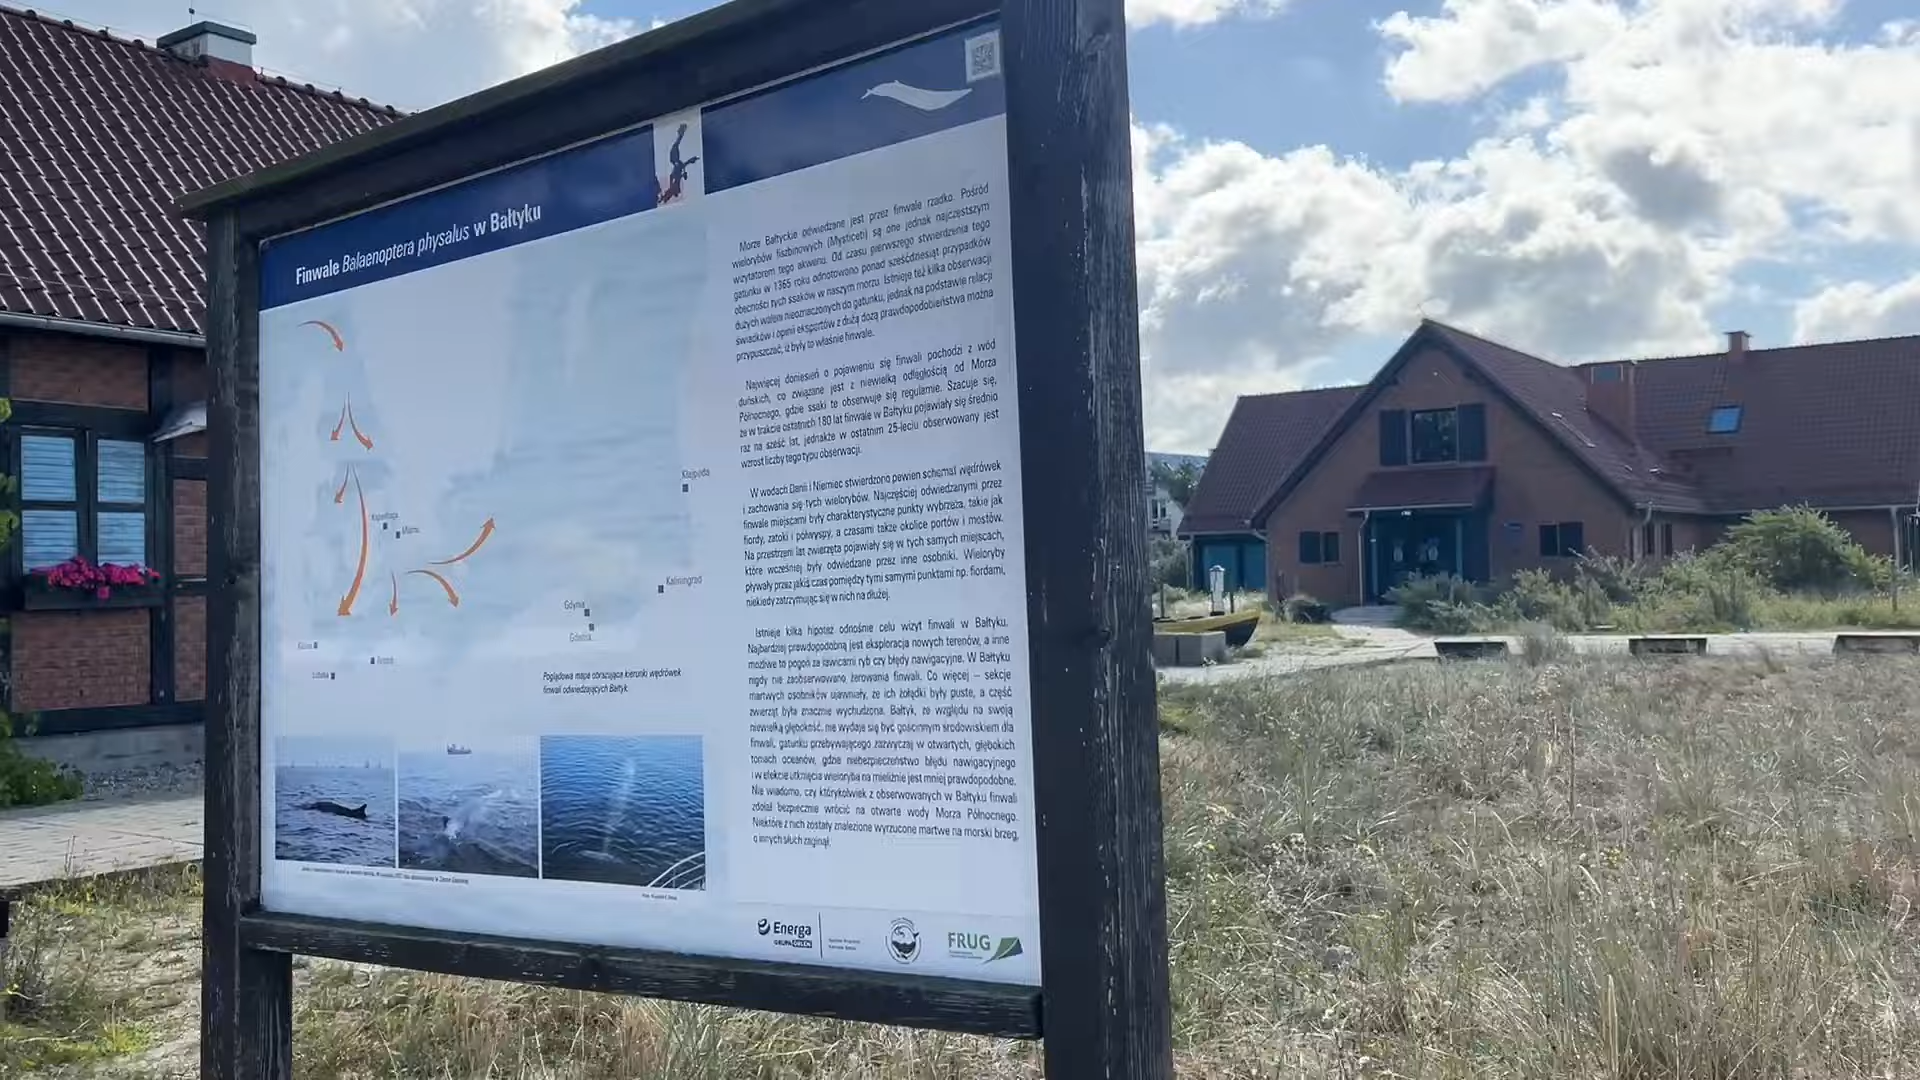 Finwale Balaenoptera physalus w Bałtyku
Morze Bałtyckie odwiedzane jest przez finwale rzadko. Pośród
wielorybów fiszbinowych (Mysticeti) są one jednak najczęstszym
wizytatorem tego akwenu. Od czasu pierwszego stwierdzenia tego
gatunku w 1365 roku odnotowano ponad sześćdziesiąt przypadków
obecności tych ssaków w naszym morzu. Istnieje też kilka obserwacji
dużych waleni nieoznaczonych do gatunku, jednak na podstawie relacji
świadków i opinii ekspertów z dużą dozą prawdopodobieństwa można
przypuszczać, iż były to właśnie finwale.
Najwięcej doniesień o pojawieniu się finwali pochodzi z wód
duńskich, co związane jest z niewielką odległością od Morza
Północnego, gdzie ssaki te obserwuje się regularnie. Szacuje się,
że w trakcie ostatnich 180 lat finwale w Bałtyku pojawiały się średnio
raz na sześć lat, jednakże w ostatnim 25-leciu obserwowany jest
wzrost liczby tego typu obserwacji.
W wodach Danii i Niemiec stwierdzono pewien schemat wędrówek
i zachowania się tych wielorybów. Najczęściej odwiedzanymi przez
finwale miejscami były charakterystyczne punkty wybrzeża, takie jak
fiordy, zatoki i półwyspy, a czasami także okolice portów i mostów.
Na przestrzeni lat zwierzęta pojawiały się w tych samych miejscach,
które wcześniej były odwiedzane przez inne osobniki. Wieloryby
pływały przez jakiś czas pomiędzy tymi samymi punktami np. fiordami,
niekiedy zatrzymując się w nich na dłużej.
Istnieje kilka hipotez odnośnie celu wizyt finwali w Bałtyku.
Najbardziej prawdopodobną jest eksploracja nowych terenów, a inne
możliwe to pogoń za ławicami ryb czy błędy nawigacyjne. W Bałtyku
nigdy nie zaobserwowano żerowania finwali. Co więcej – sekcje
martwych osobników ujawniały, że ich żołądki były puste, a część
zwierząt była znacznie wychudzona. Bałtyk, ze względu na swoją
niewielką głębokość, nie wydaje się być gościnnym środowiskiem dla
finwali, gatunku przebywającego zazwyczaj w otwartych, głębokich
toniach oceanów, gdzie niebezpieczeństwo błędu nawigacyjnego
i w efekcie utknięcia wieloryba na mieliźnie jest mniej prawdopodobne.
Nie wiadomo, czy którykolwiek z obserwowanych w Bałtyku finwali
zdołał bezpiecznie wrócić na otwarte wody Morza Północnego.
Niektóre z nich zostały znalezione wyrzucone martwe na morski brzeg,
o innych słuch zaginął.
Kłajpeda
Kopenhaga
Malmo
Kaliningrad
Gdynia
Gdańsk
Rostok
Lubeka
Poglądowa mapa obrazująca kierunki wędrówek
finwali odwiedzających Bałtyk.
Energa
GRUPA ORLEN
FRUG